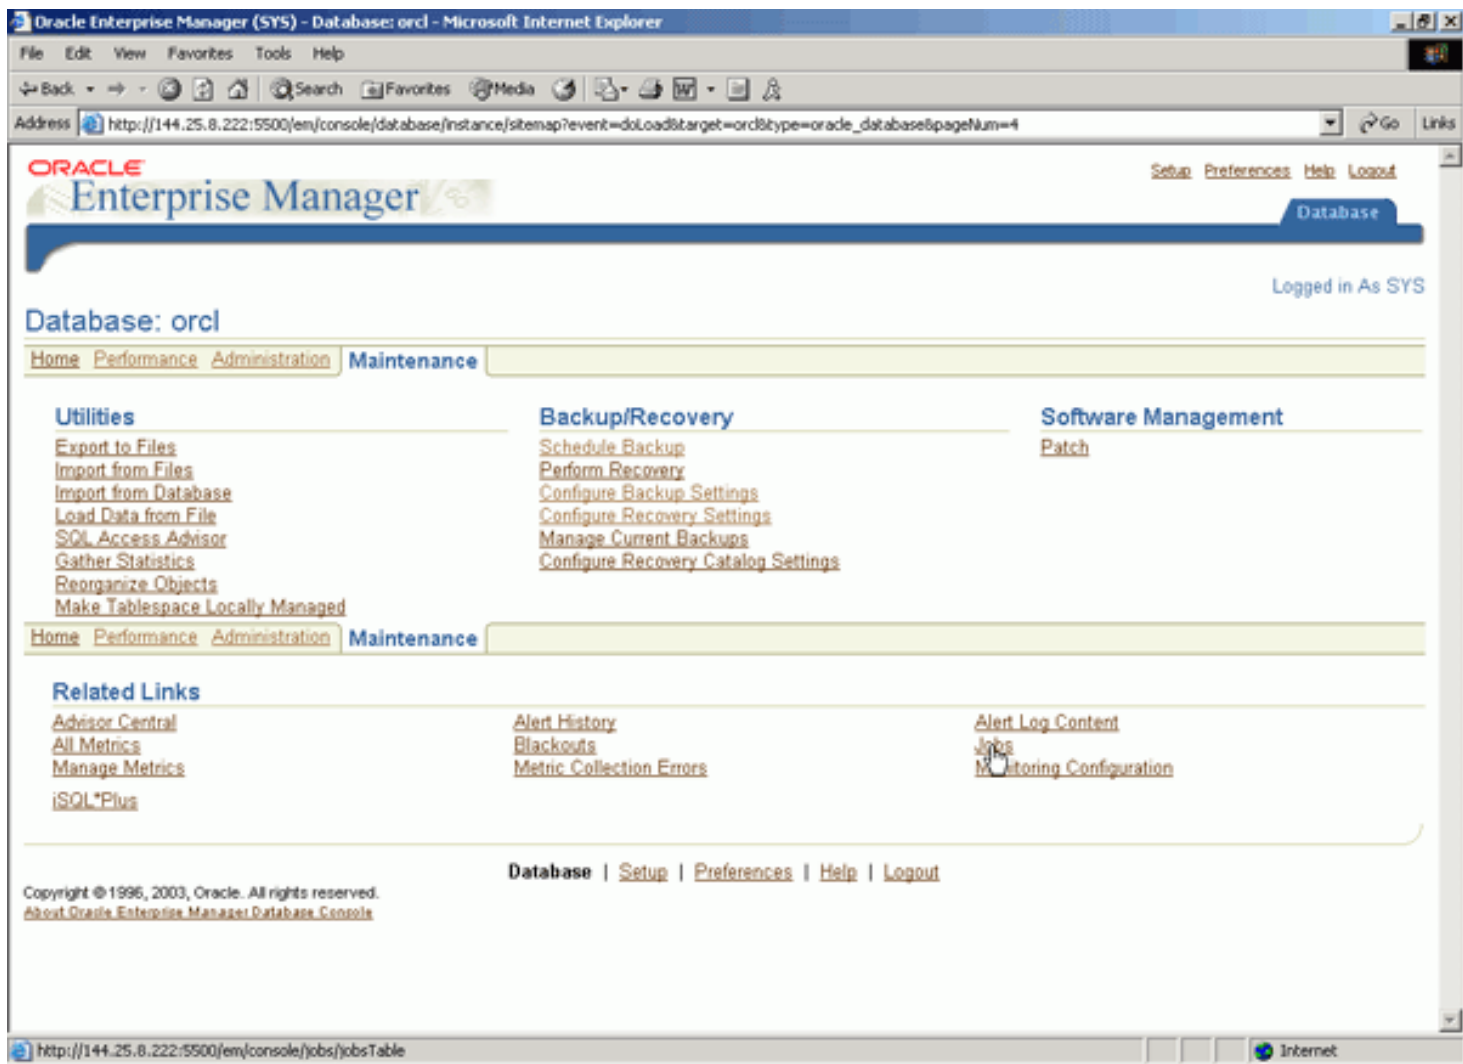 Oracle Enterprise Manager (SYS) - Database: orcl - Microsoft Internet Explorer
File Edit View Favorites Tools Help
Back Search Favorites Media
Address http://144.25.8.222:5500/em/console/database/instance/sitemap?event=doLoad&target=orcl&type=oracle_database&pageNum=4 Go Links
ORACLE
Enterprise Manager
Setup Preferences Help Logout
Database
Logged in As SYS
Database: orcl
Home Performance Administration Maintenance
Utilities Backup/Recovery Software Management
Export to Files Schedule Backup Patch
Import from Files Perform Recovery
Import from Database Configure Backup Settings
Load Data from File Configure Recovery Settings
SQL Access Advisor Manage Current Backups
Gather Statistics Configure Recovery Catalog Settings
Reorganize Objects
Make Tablespace Locally Managed
Home Performance Administration Maintenance
Related Links
Advisor Central Alert History Alert Log Content
All Metrics Blackouts Jobs
Manage Metrics Metric Collection Errors Monitoring Configuration
iSQL*Plus
Database | Setup | Preferences | Help | Logout
Copyright © 1996, 2003, Oracle. All rights reserved.
About Oracle Enterprise Manager Database Console
http://144.25.8.222:5500/em/console/jobs/jobsTable Internet